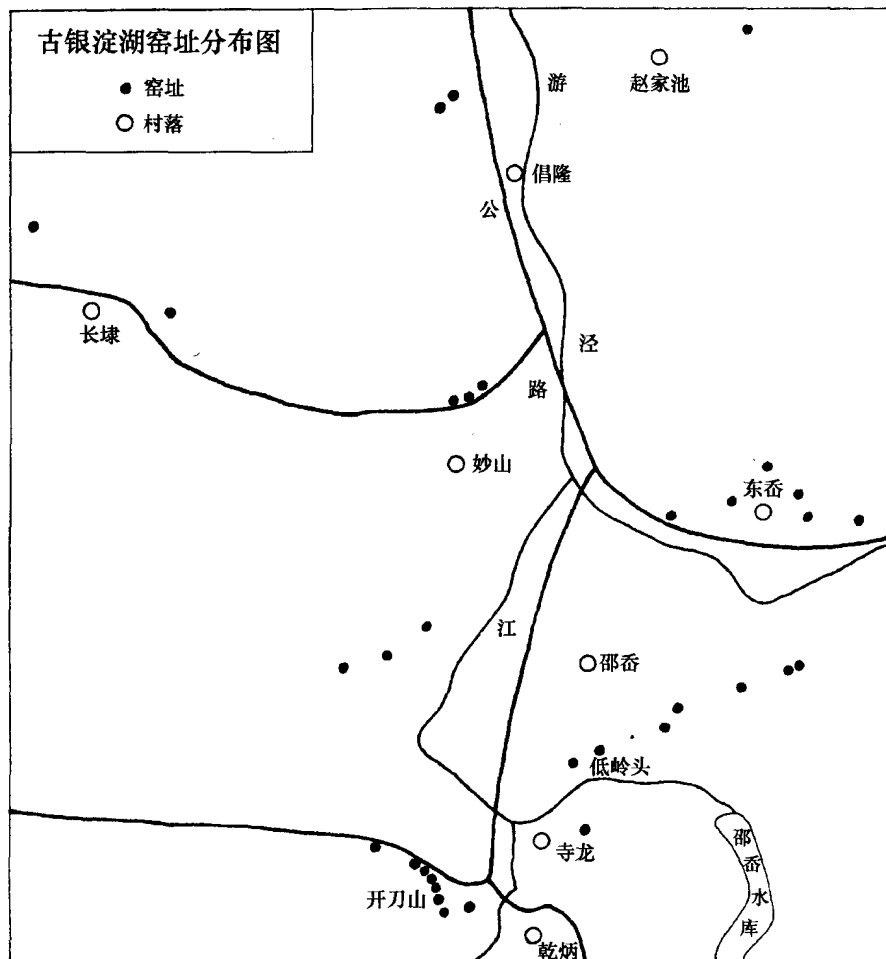 古银淀湖窑址分布图
窑址
村落
游
赵家池
倡隆
公
长埭
泾
路
妙山
东岙
江
邵岙
低岭头
寺龙
邵岙水库
开刀山
乾炳